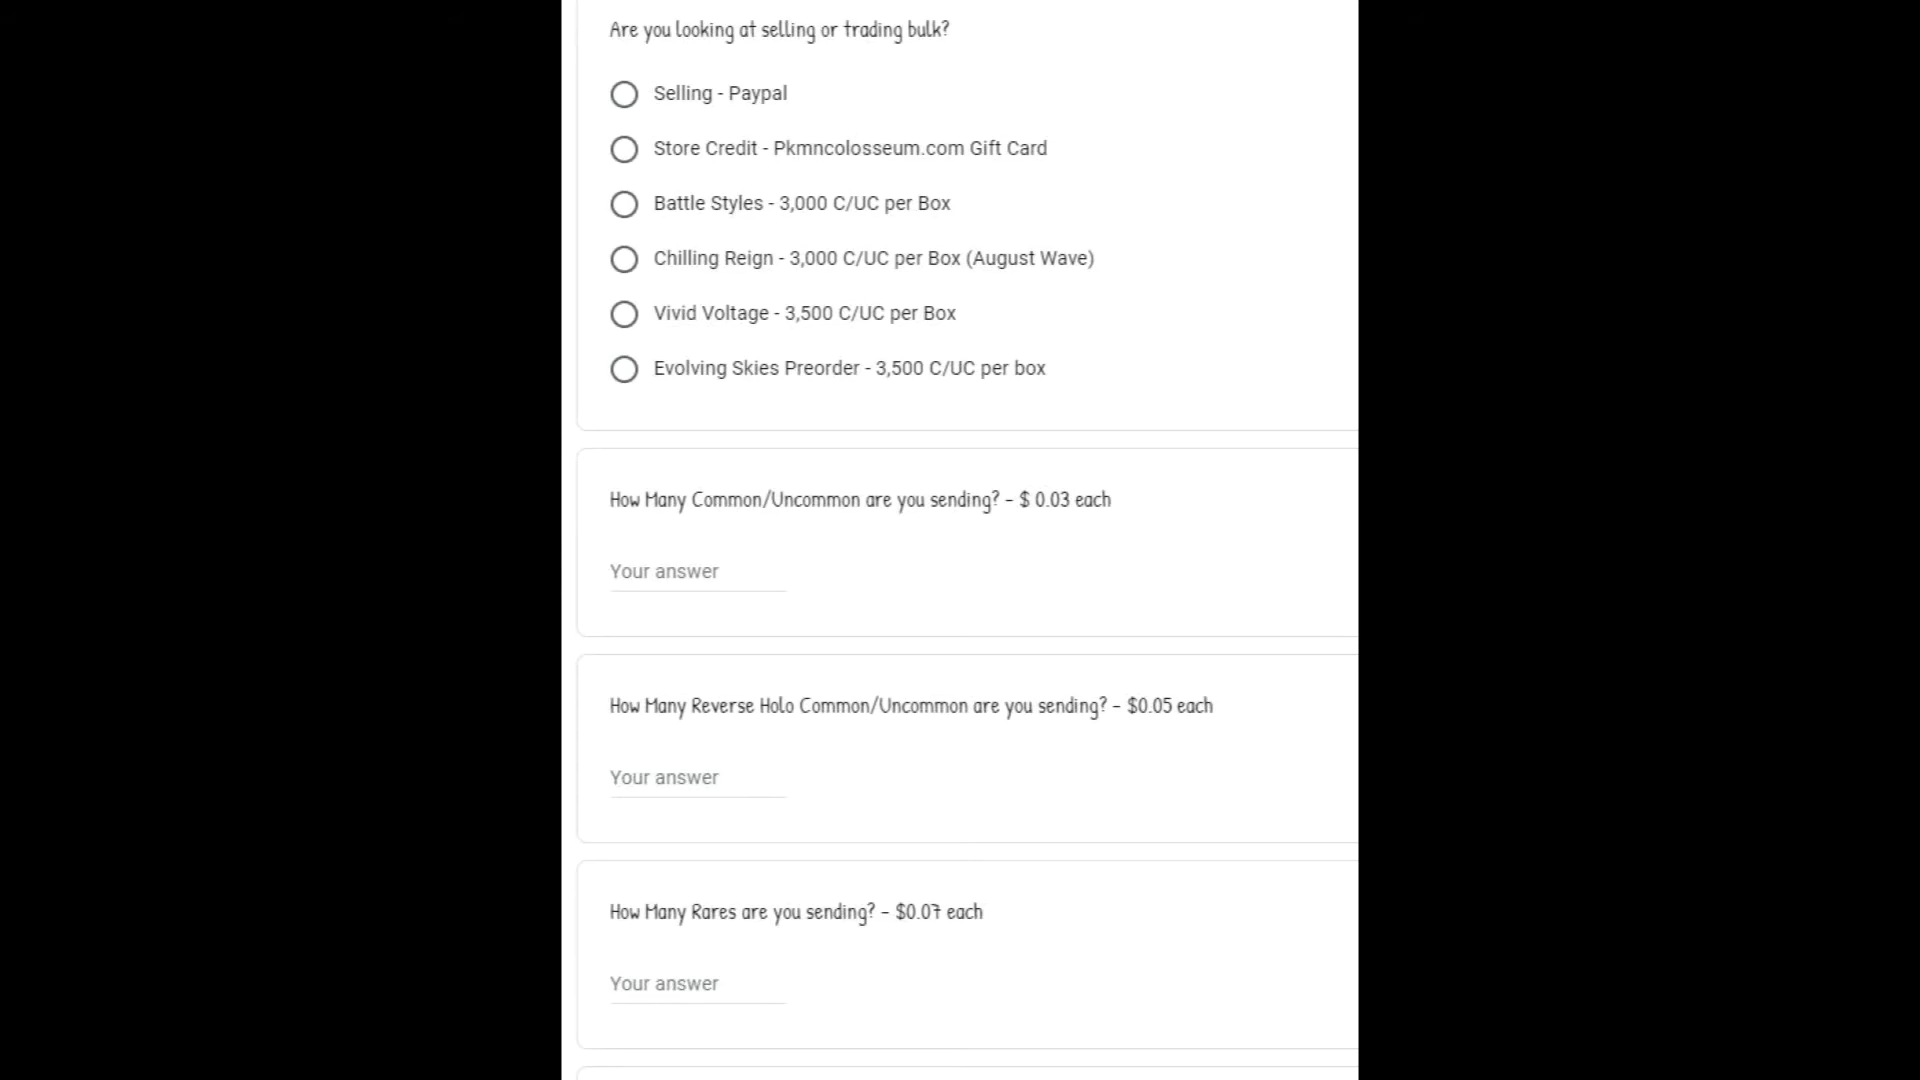 Are you looking at selling or trading bulk?
Selling - Paypal
Store Credit - Pkmncolosseum.com Gift Card
Battle Styles - 3,000 C/UC per Box
Chilling Reign - 3,000 C/UC per Box (August Wave)
Vivid Voltage - 3,500 C/UC per Box
Evolving Skies Preorder - 3,500 C/UC per box
How Many Common/Uncommon are you sending? - $ 0.03 each
Your answer
How Many Reverse Holo Common/Uncommon are you sending? - $0.05 each
Your answer
How Many Rares are you sending? - $0.07 each
Your answer